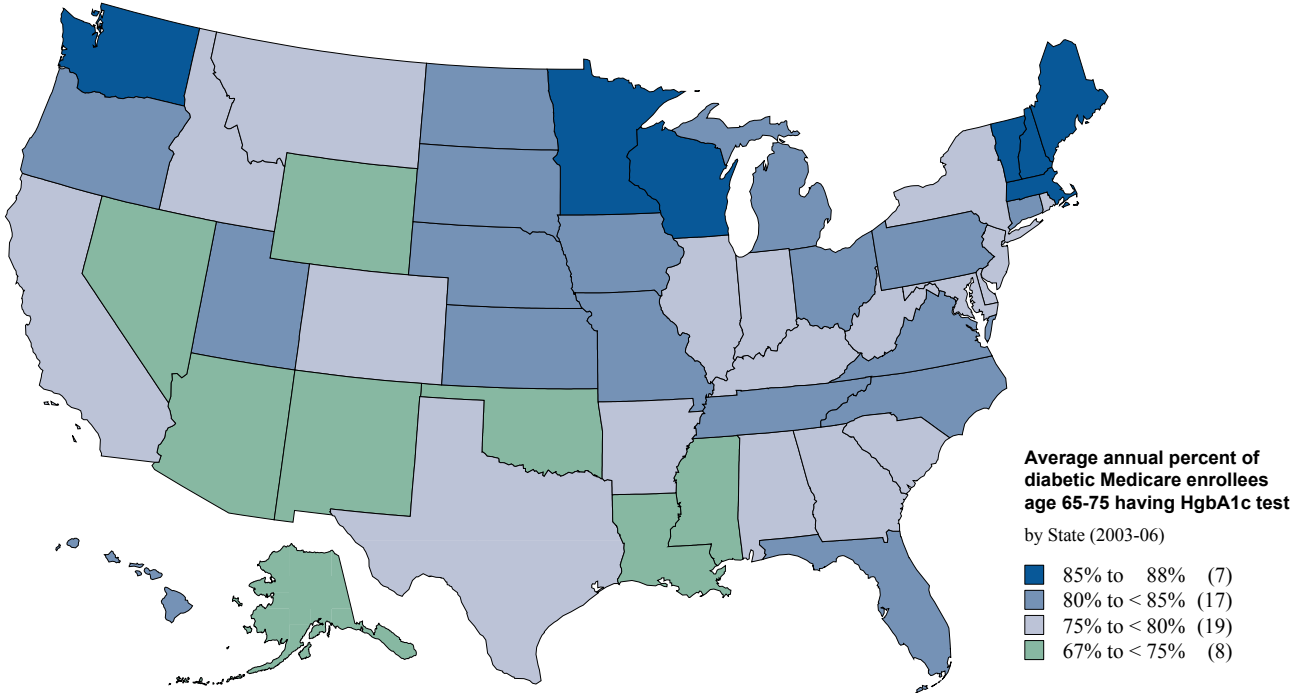 Average annual percent of
diabetic Medicare enrollees
age 65-75 having HgbA1c test
by State (2003-06)
85% to 88% (7)
80% to < 85% (17)
75% to < 80% (19)
67% to < 75% (8)